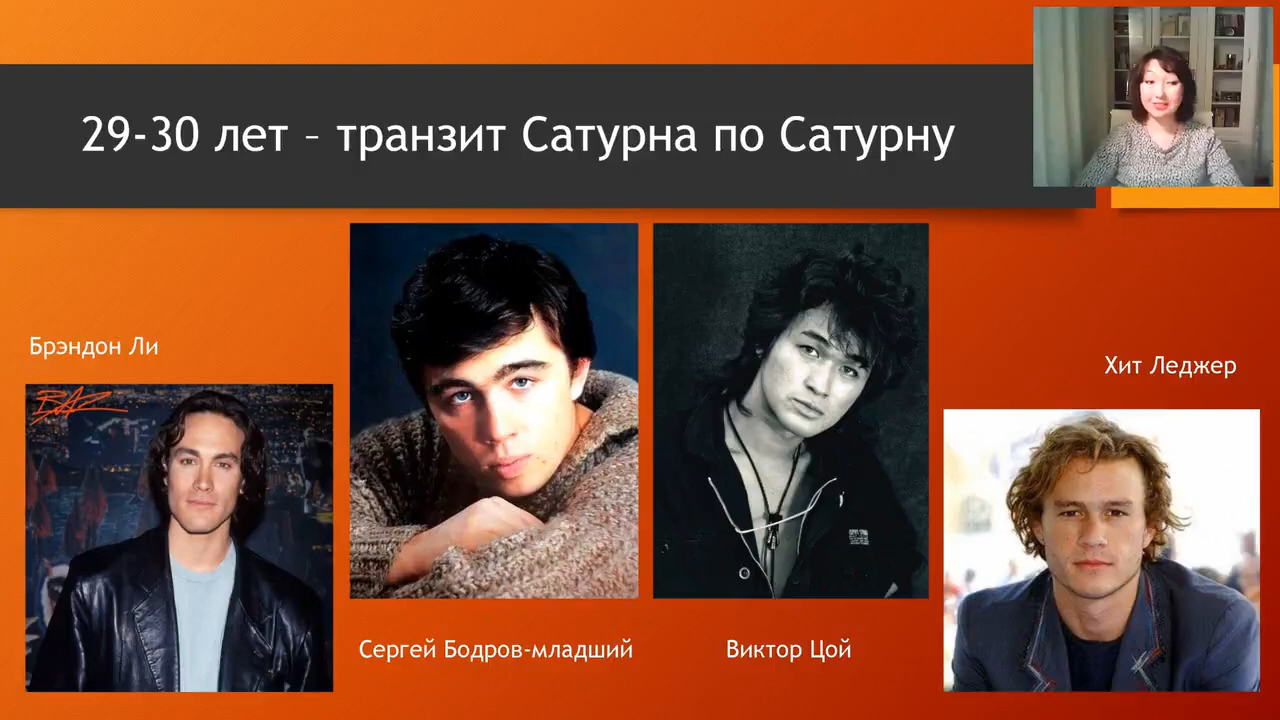 29-30 лет – транзит Сатурна по Сатурну
Брэндон Ли
Хит Леджер
Сергей Бодров-младший
Виктор Цой